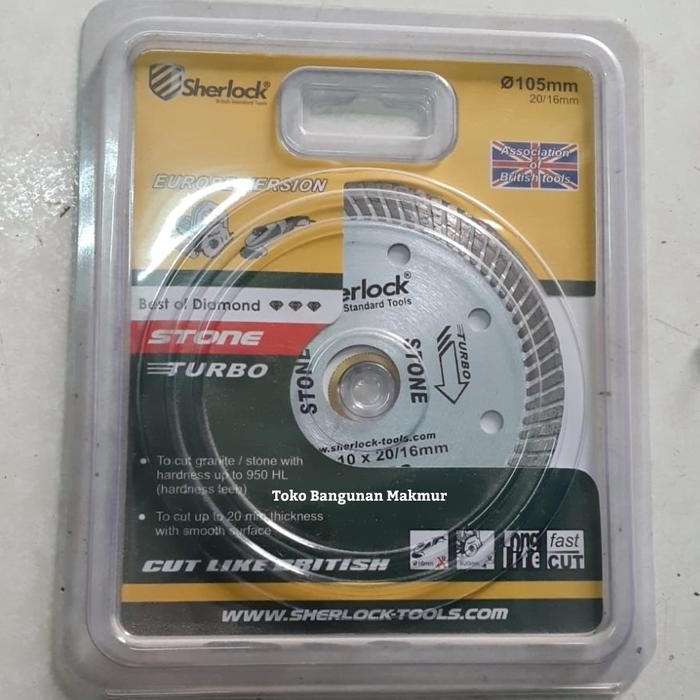 Sherlock®
British Standard Tools
Ø105mm
20/16mm
Association
of
British tools
EUROPE VERSION
Best of Diamond
STONE
TURBO
erlock®
Standard Tools
STONE
STONE
TURBO
w.sherlock-tools.com
10 x 20/16mm
• To cut granite / stone with
hardness up to 950 HL
(hardness leeb)
• To cut up to 20 mm thickness
with smooth surface
Toko Bangunan Makmur
CUT LIKE BRITISH
Ø16mm
Long
life
fast
CUT
WWW.SHERLOCK-TOOLS.COM